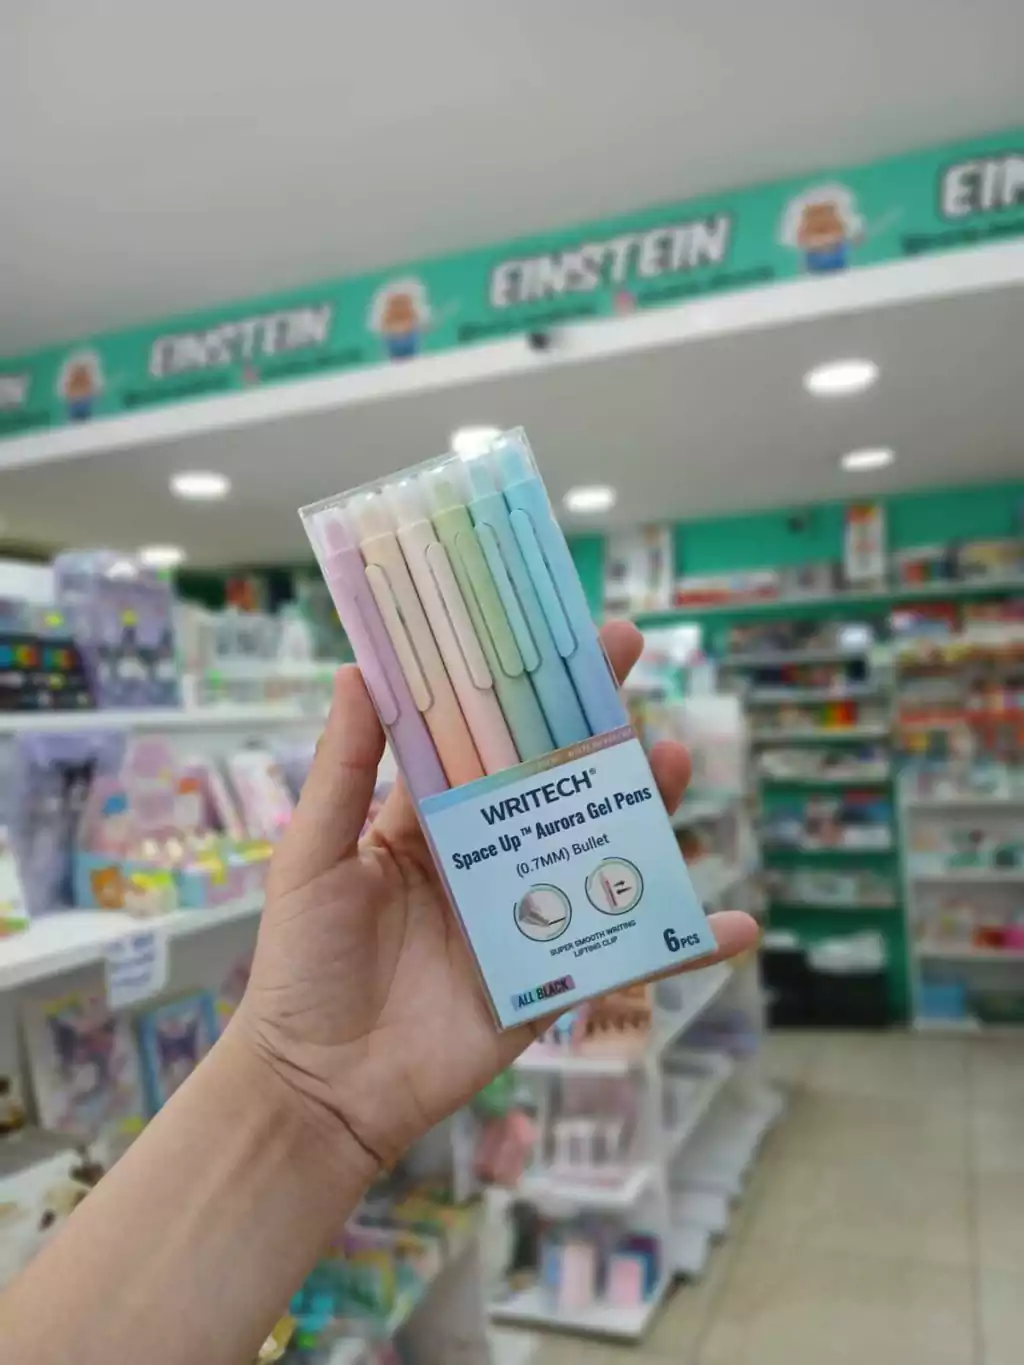 EINSTEIN
EINSTEIN
WRITECH®
Space Up™ Aurora Gel Pens
(0.7MM) Bullet
SUPER SMOOTH WRITING
LIFTING CLIP
6PCS
ALL BLACK